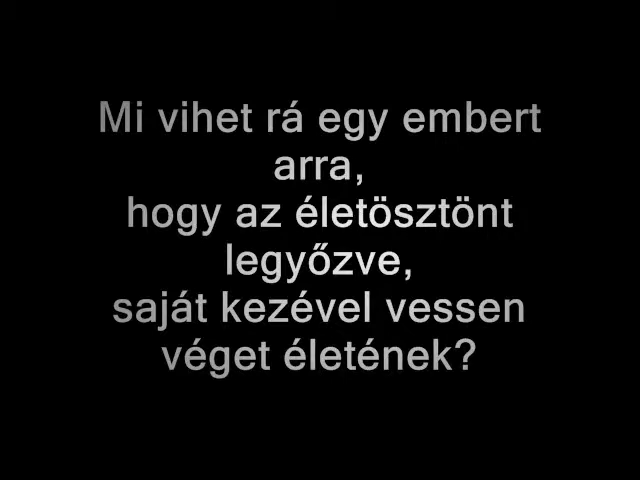 Mi vihet rá egy embert
arra,
hogy az életösztönt
legyőzve,
saját kezével vessen
véget életének?